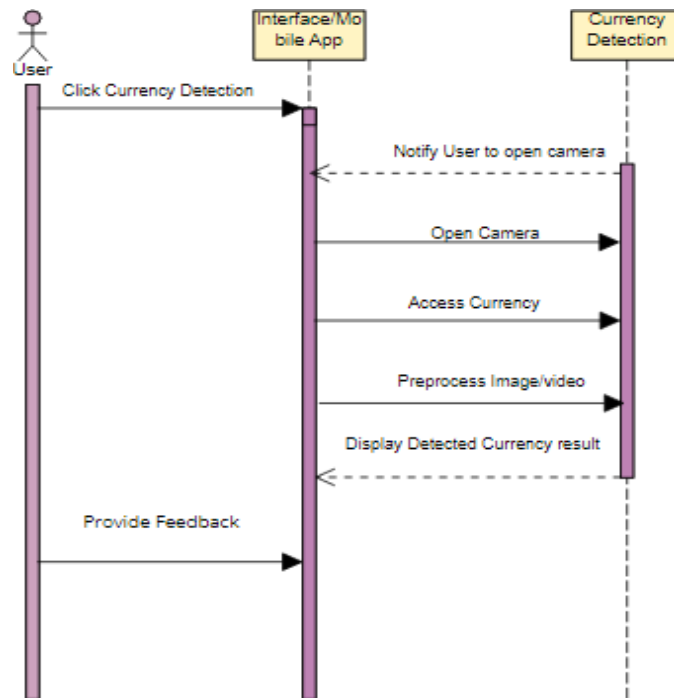 Interface/Mo
bile App
Currency
Detection
User
Click Currency Detection
Notify User to open camera
Open Camera
Access Currency
Preprocess Image/video
Display Detected Currency result
Provide Feedback